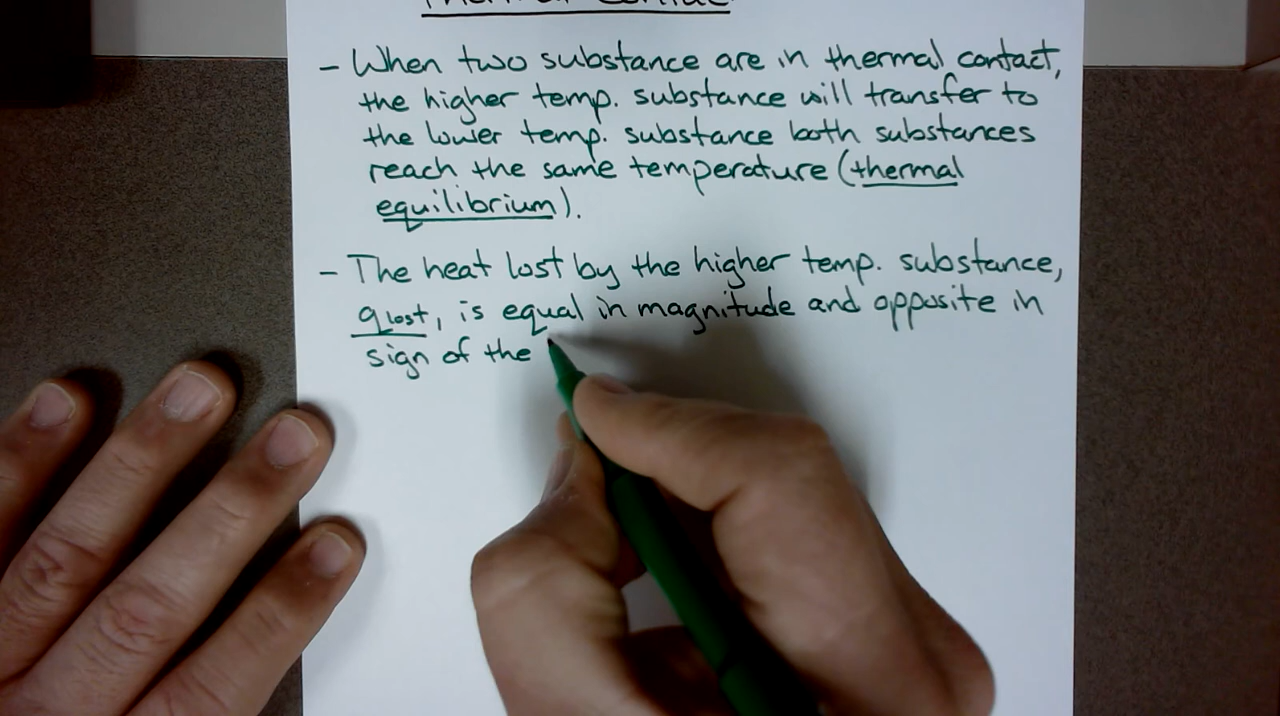 - When two substance are in thermal contact,
the higher temp. substance will transfer to
the lower temp. substance both substances
reach the same temperature (thermal
equilibrium).
- The heat lost by the higher temp. substance,
qlost, is equal in magnitude and opposite in
sign of the